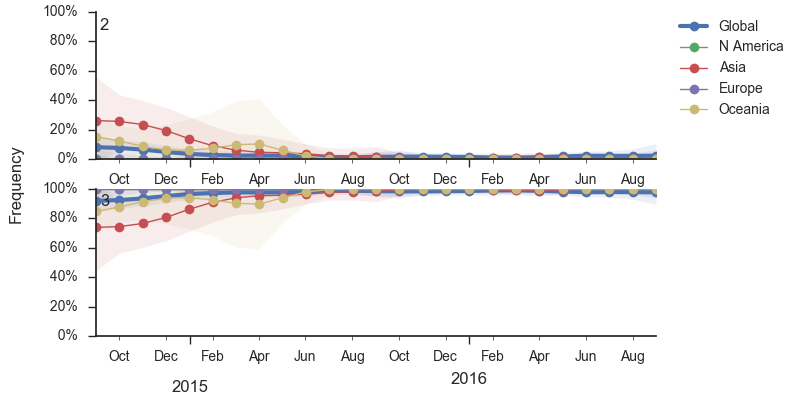 100%
2
80%
60%
40%
20%
0%
Oct Dec Feb Apr Jun Aug Oct Dec Feb Apr Jun Aug
100%
3
80%
60%
40%
20%
0%
Oct Dec Feb Apr Jun Aug Oct Dec Feb Apr Jun Aug
2015 2016
Frequency
Global
N America
Asia
Europe
Oceania